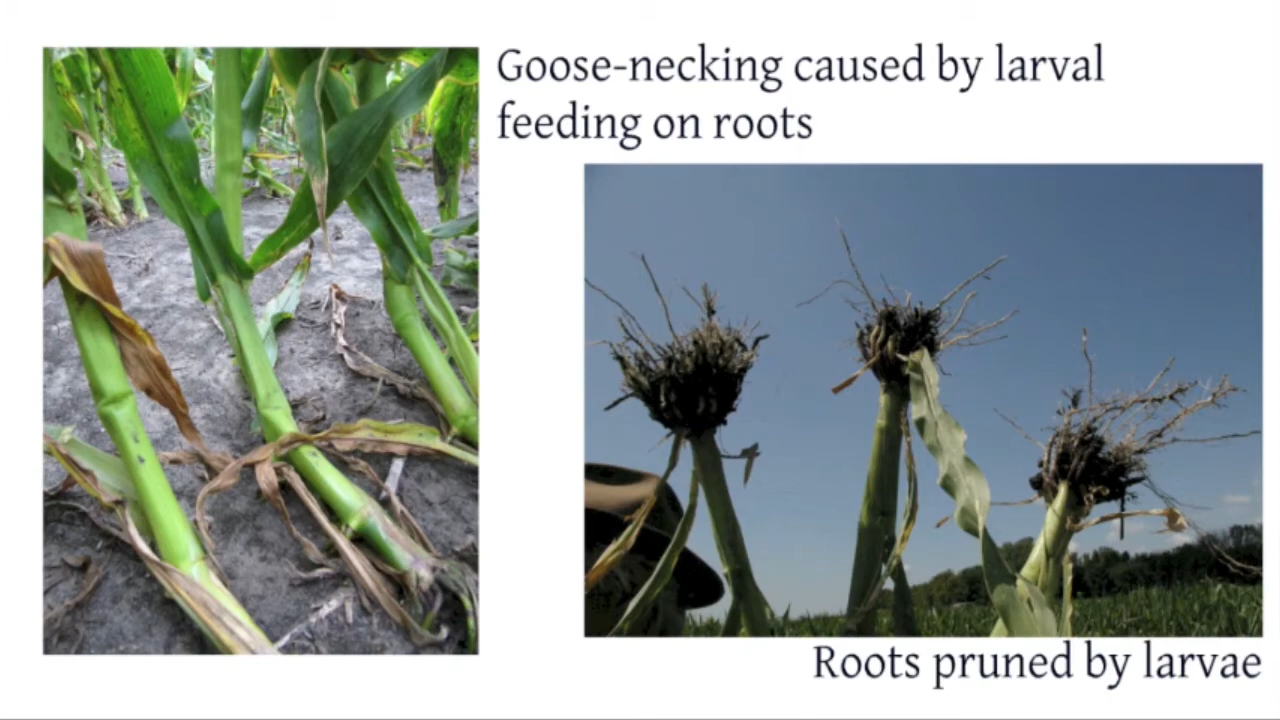 Goose-necking caused by larval
feeding on roots
Roots pruned by larvae